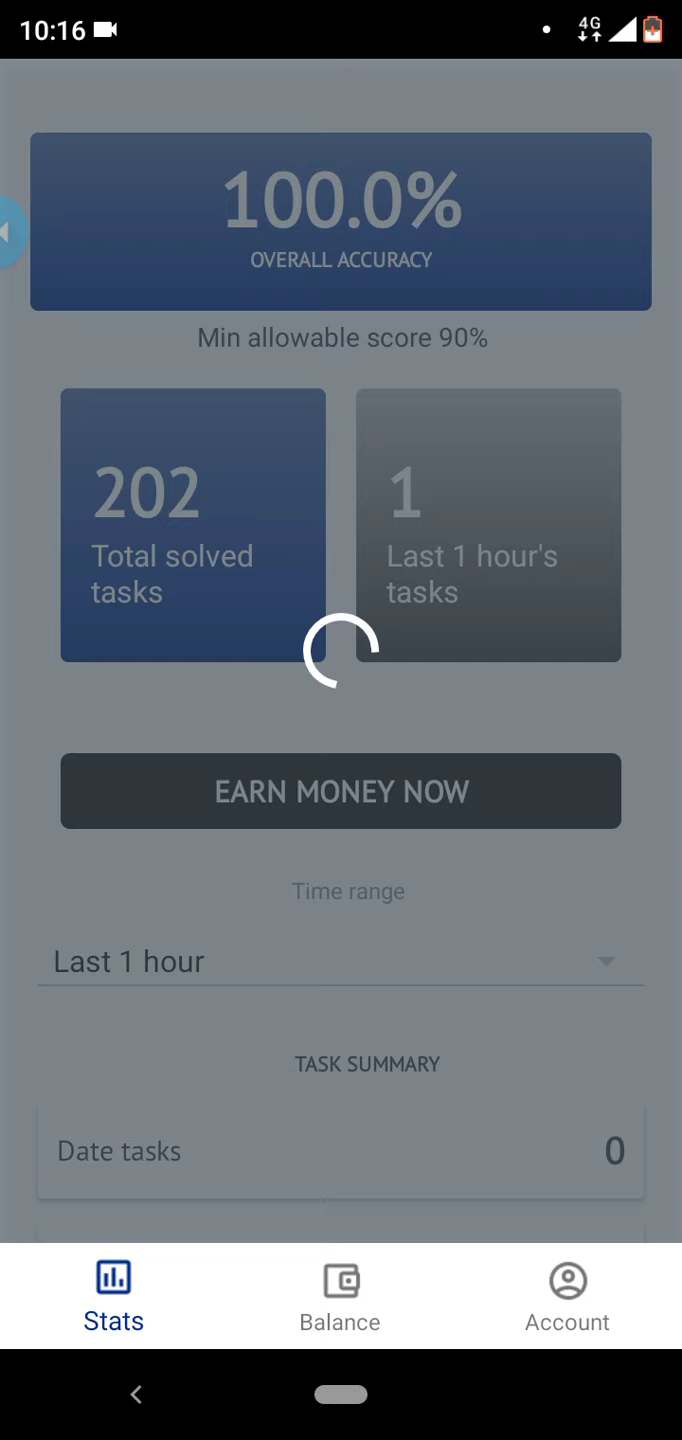 10:16
4G
100.0%
OVERALL ACCURACY
Min allowable score 90%
202
Total solved
tasks
1
Last 1 hour's
tasks
EARN MONEY NOW
Time range
Last 1 hour
TASK SUMMARY
Date tasks
0
Stats
Balance
Account